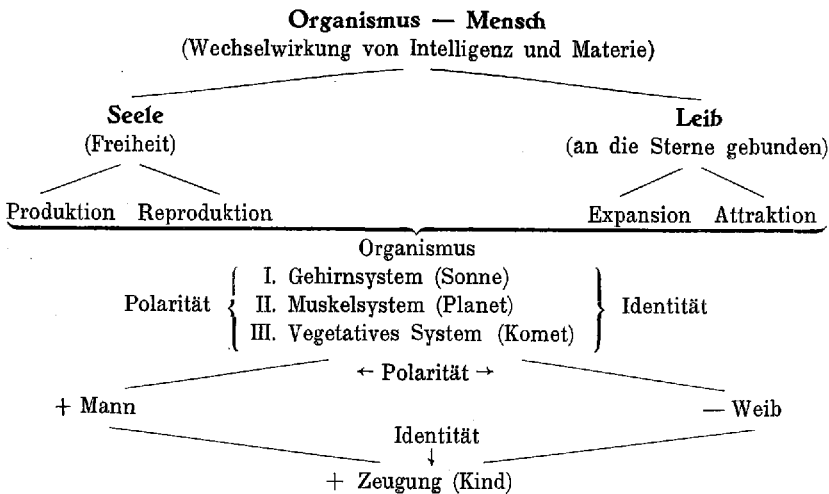 Organismus — Mensch
(Wechselwirkung von Intelligenz und Materie)
Seele Leib
(Freiheit) (an die Sterne gebunden)
Produktion Reproduktion Expansion Attraktion
Organismus
I. Gehirnsystem (Sonne)
Polarität { II. Muskelsystem (Planet) } Identität
III. Vegetatives System (Komet)
← Polarität →
+ Mann — Weib
Identität
↓
+ Zeugung (Kind)